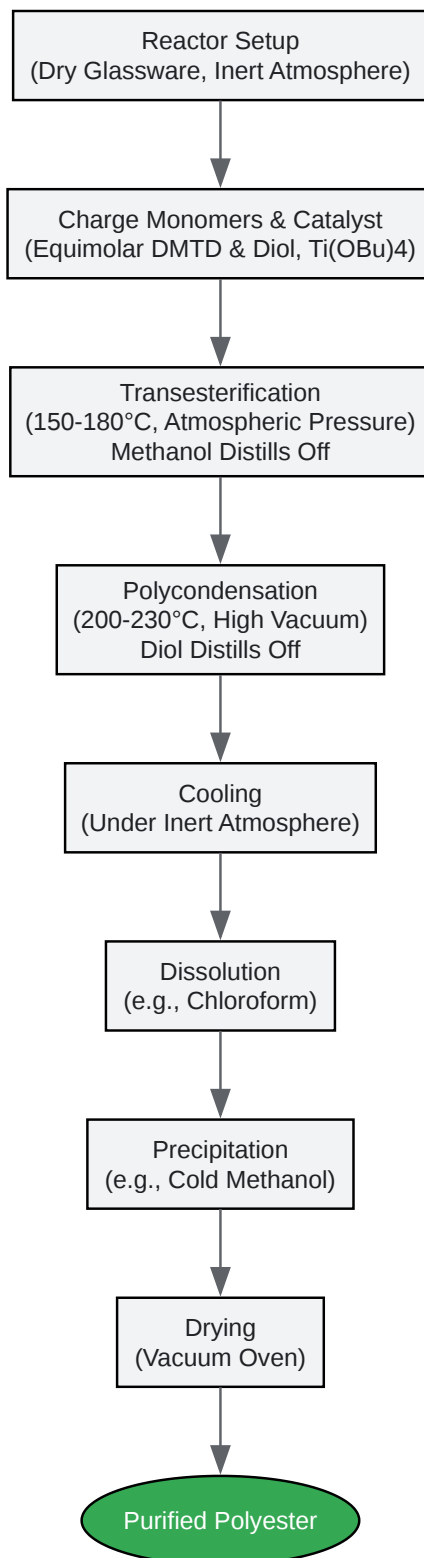 Reactor Setup
(Dry Glassware, Inert Atmosphere)
Charge Monomers & Catalyst
(Equimolar DMTD & Diol, Ti(OBu)4)
Transesterification
(150-180°C, Atmospheric Pressure)
Methanol Distills Off
Polycondensation
(200-230°C, High Vacuum)
Diol Distills Off
Cooling
(Under Inert Atmosphere)
Dissolution
(e.g., Chloroform)
Precipitation
(e.g., Cold Methanol)
Drying
(Vacuum Oven)
Purified Polyester